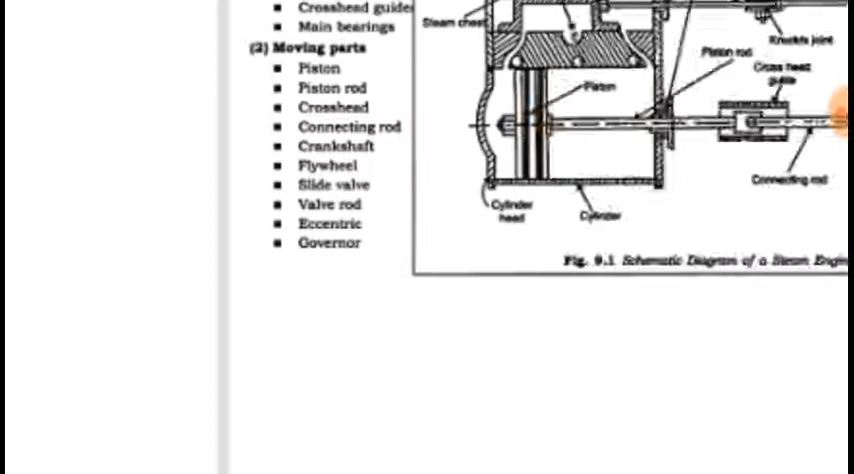 Crosshead guide
Main bearings
(2) Moving parts
Piston
Piston rod
Crosshead
Connecting rod
Crankshaft
Flywheel
Slide valve
Valve rod
Eccentric
Governor
Steam chest
Knuckle joint
Piston rod
Cross head
guide
Piston
Connecting rod
Cylinder
head
Cylinder
Fig. 9.1 Schematic Diagram of a Steam Engin